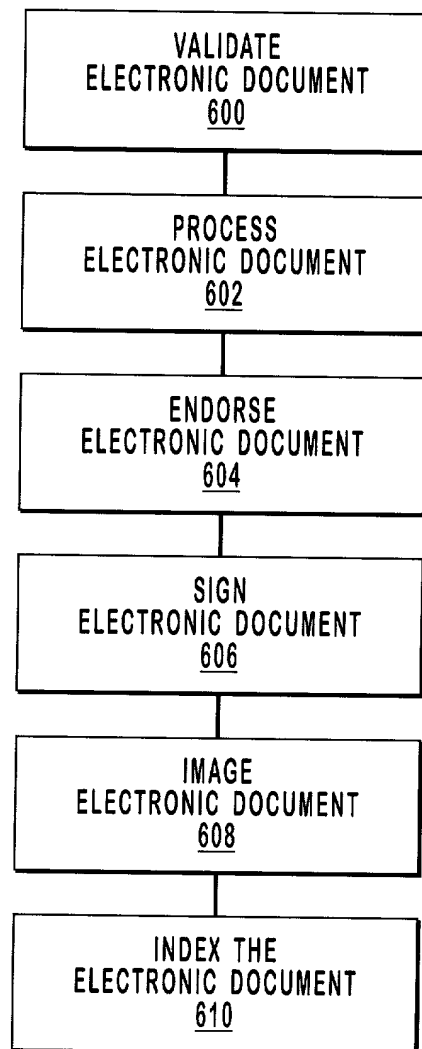 VALIDATE
ELECTRONIC DOCUMENT
600
PROCESS
ELECTRONIC DOCUMENT
602
ENDORSE
ELECTRONIC DOCUMENT
604
SIGN
ELECTRONIC DOCUMENT
606
IMAGE
ELECTRONIC DOCUMENT
608
INDEX THE
ELECTRONIC DOCUMENT
610